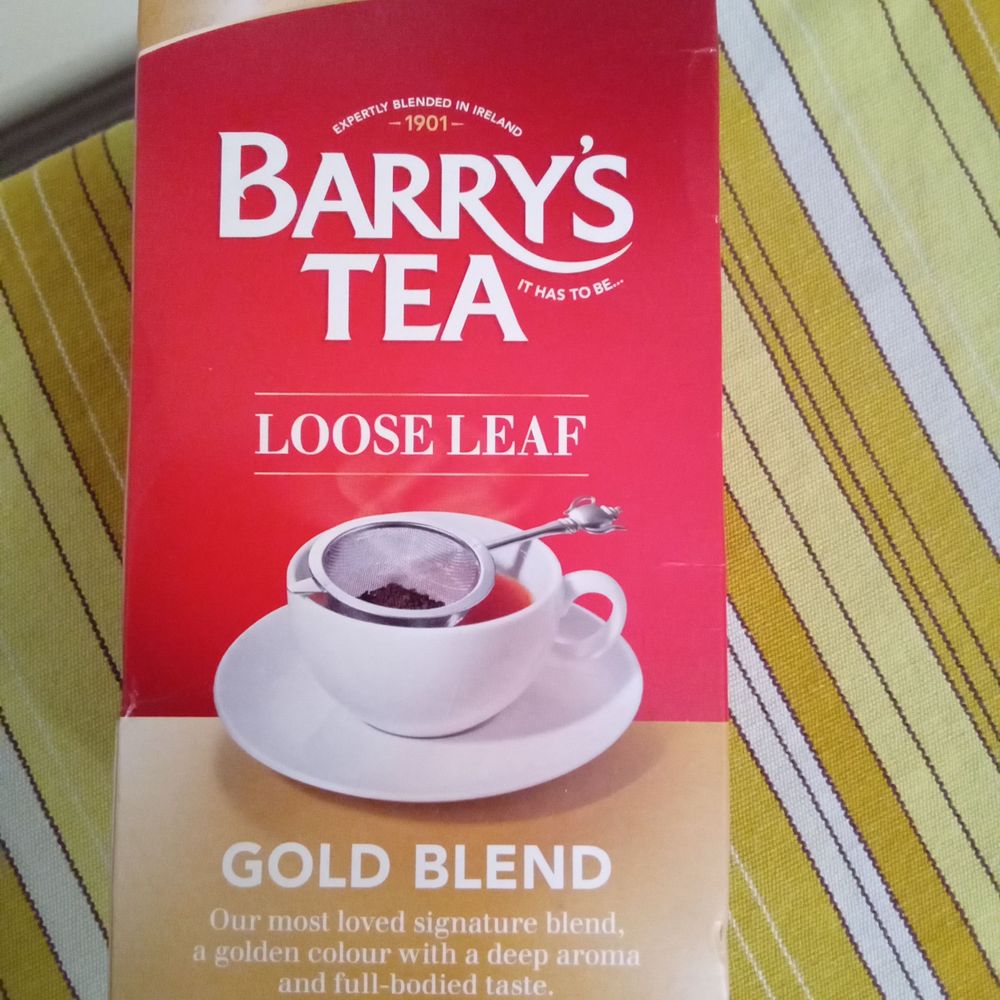 EXPERTLY BLENDED IN IRELAND
1901
BARRY'S
TEA
IT HAS TO BE...
LOOSE LEAF
GOLD BLEND
Our most loved signature blend,
a golden colour with a deep aroma
and full-bodied taste.